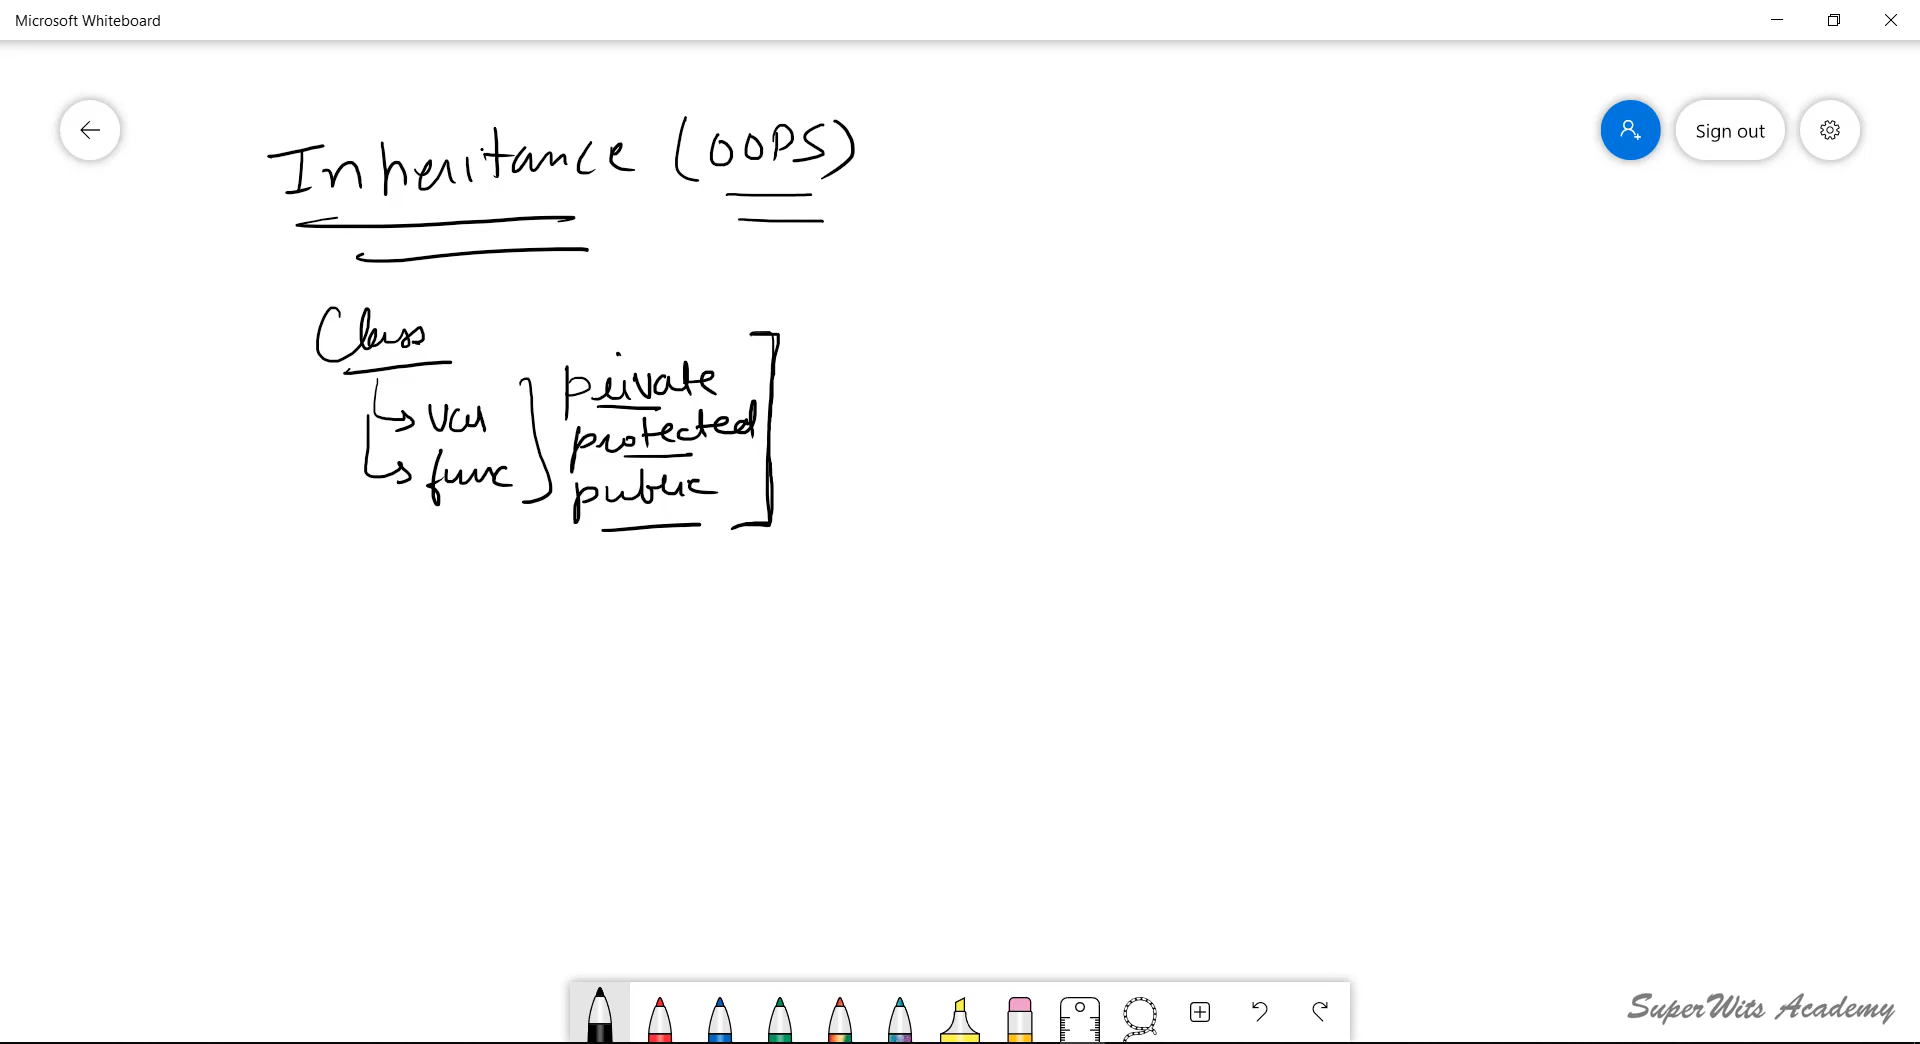 Microsoft Whiteboard
Sign out
Inheritance (OOPS)
Class
var
func
private
protected
public
SuperWits Academy